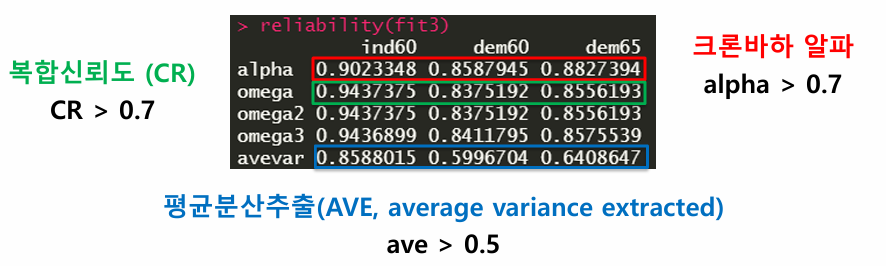 > reliability(fit3)
ind60 dem60 dem65
alpha 0.9023348 0.8587945 0.8827394
omega 0.9437375 0.8375192 0.8556193
omega2 0.9437375 0.8375192 0.8556193
omega3 0.9436899 0.8411795 0.8575539
avevar 0.8588015 0.5996704 0.6408647
복합신뢰도 (CR)
CR > 0.7
크론바하 알파
alpha > 0.7
평균분산추출(AVE, average variance extracted)
ave > 0.5